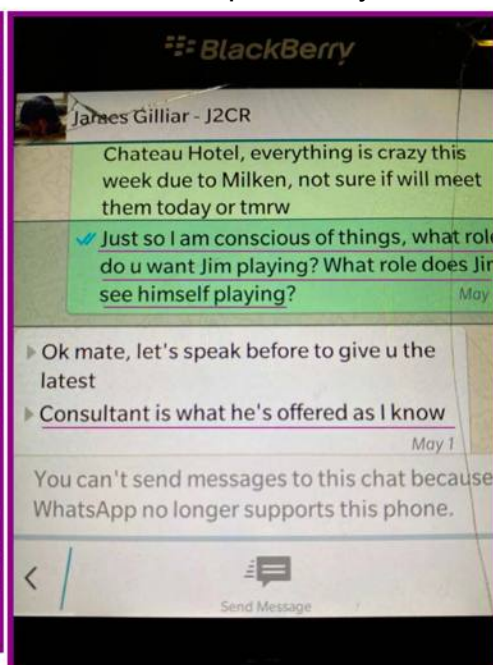 BlackBerry
James Gilliar - J2CR
Chateau Hotel, everything is crazy this
week due to Milken, not sure if will meet
them today or tmrw
Just so I am conscious of things, what role
do u want Jim playing? What role does Jim
see himself playing?
May
Ok mate, let's speak before to give u the
latest
Consultant is what he's offered as I know
May 1
You can't send messages to this chat because
WhatsApp no longer supports this phone.
Send Message